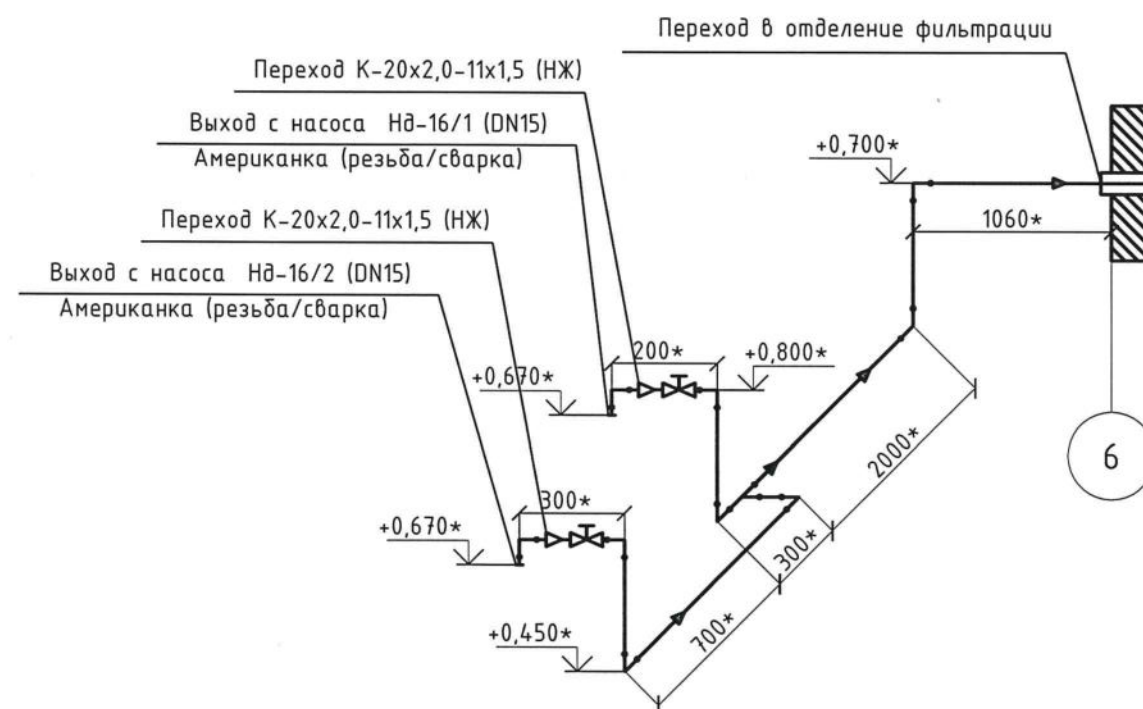 Переход в отделение фильтрации
Переход К-20х2,0-11х1,5 (НЖ)
Выход с насоса Нд-16/1 (DN15)
Американка (резьба/сварка)
+0,700*
1060*
Переход К-20х2,0-11х1,5 (НЖ)
Выход с насоса Нд-16/2 (DN15)
Американка (резьба/сварка)
200*
+0,800*
+0,670*
2000*
6
300*
+0,670*
300*
700*
+0,450*